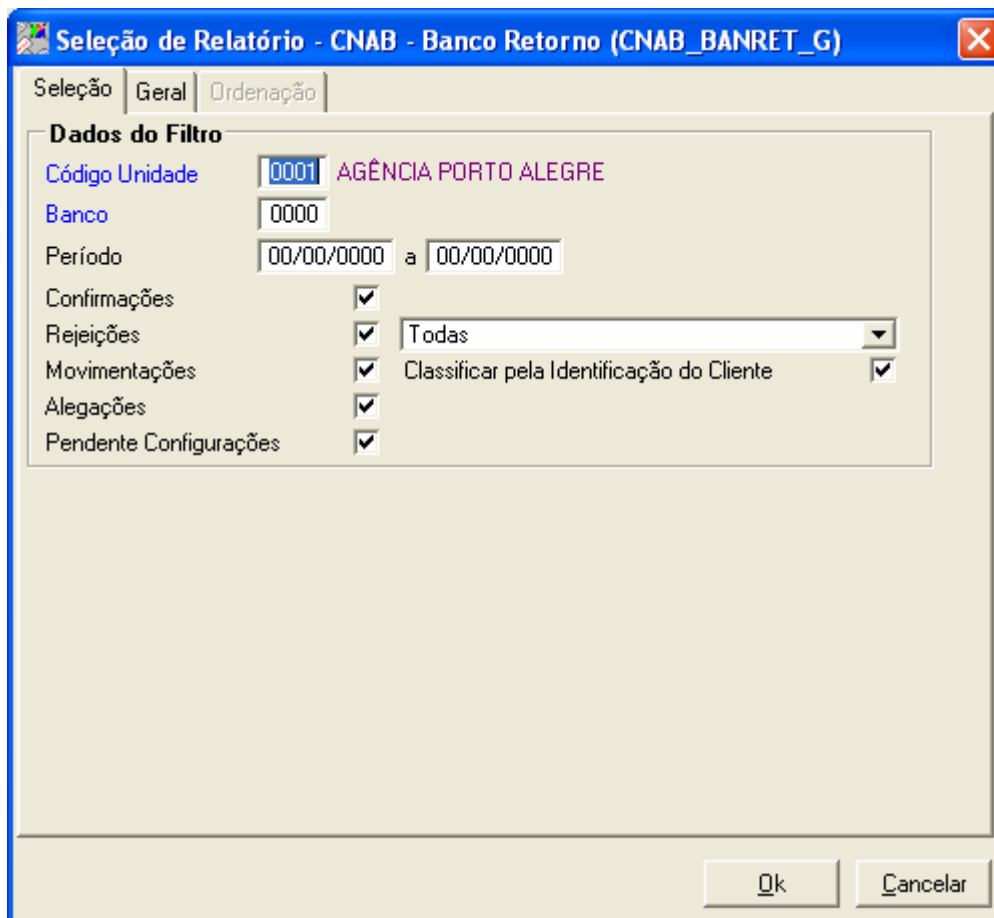 Seleção de Relatório - CNAB - Banco Retorno (CNAB_BANRET_G)
Seleção Geral Ordenação
Dados do Filtro
Código Unidade 0001 AGÊNCIA PORTO ALEGRE
Banco 0000
Período 00/00/0000 a 00/00/0000
Confirmações
Rejeições Todas
Movimentações Classificar pela Identificação do Cliente
Alegações
Pendente Configurações
Ok Cancelar